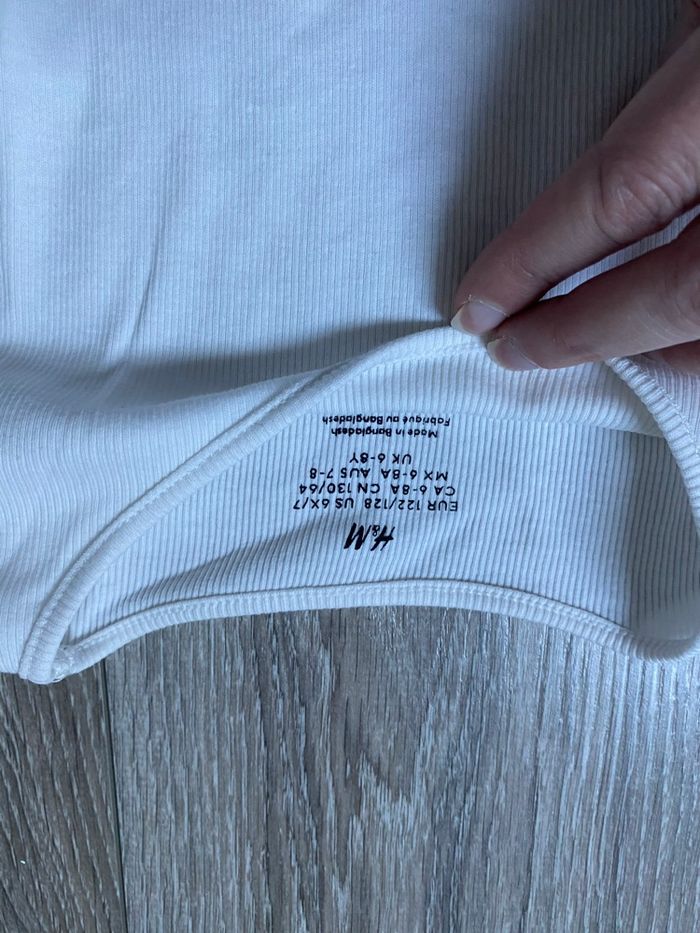 H&M
EUR 122/128 US 6X/7
CA 6-8A CN 130/64
MX 6-8A AUS 7-8
UK 6-8Y
Made in Bangladesh
Fabriqué au Bangladesh